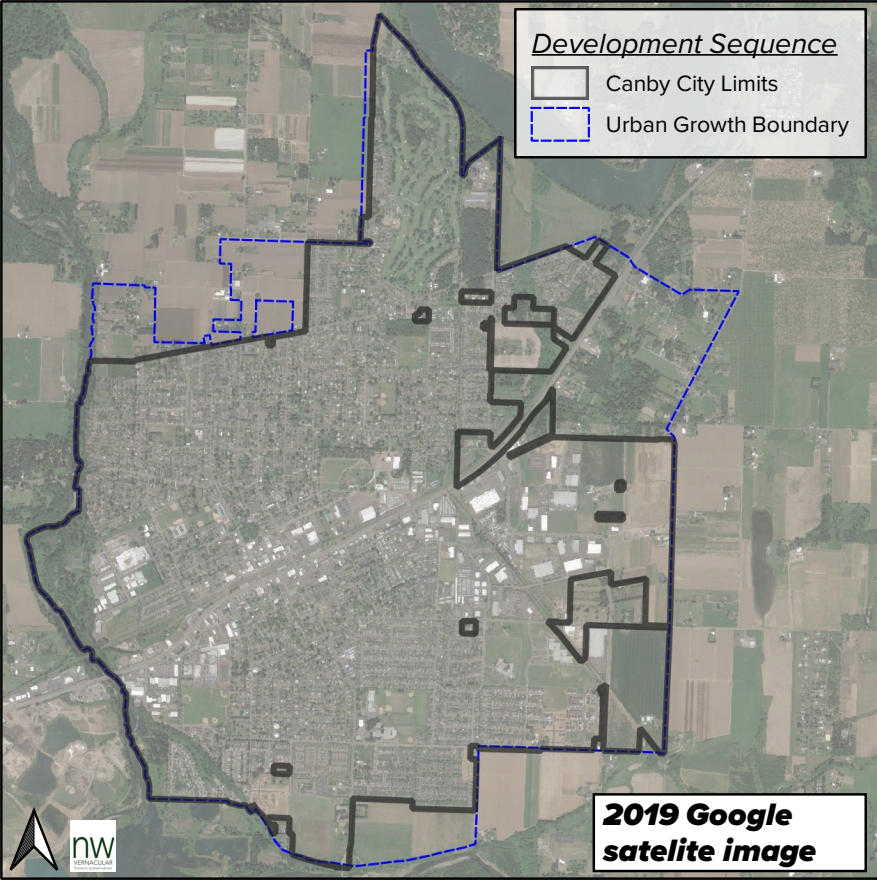 Development Sequence
Canby City Limits
Urban Growth Boundary
2019 Google
satelite image
nw
VERNACULAR